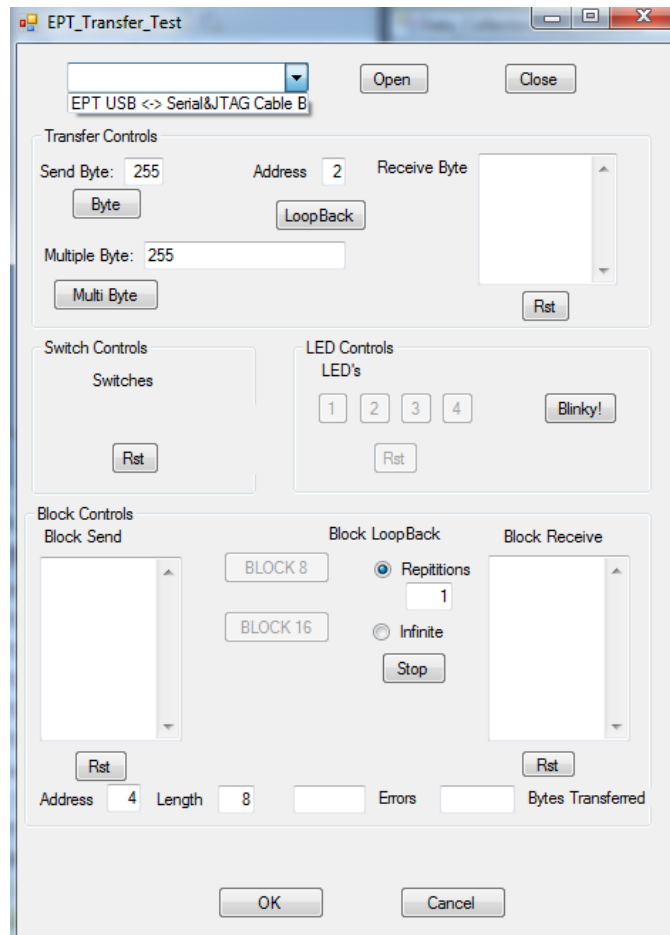 EPT_Transfer_Test
Open
Close
EPT USB <-> Serial&JTAG Cable B
Transfer Controls
Send Byte: 255
Address 2
Receive Byte
Byte
LoopBack
Multiple Byte: 255
Multi Byte
Rst
Switch Controls
Switches
Rst
LED Controls
LED's
1 2 3 4
Blinky!
Rst
Block Controls
Block Send
Block LoopBack
Block Receive
BLOCK 8
Repititions
1
BLOCK 16
Infinite
Stop
Rst
Rst
Address 4 Length 8 Errors Bytes Transferred
OK
Cancel